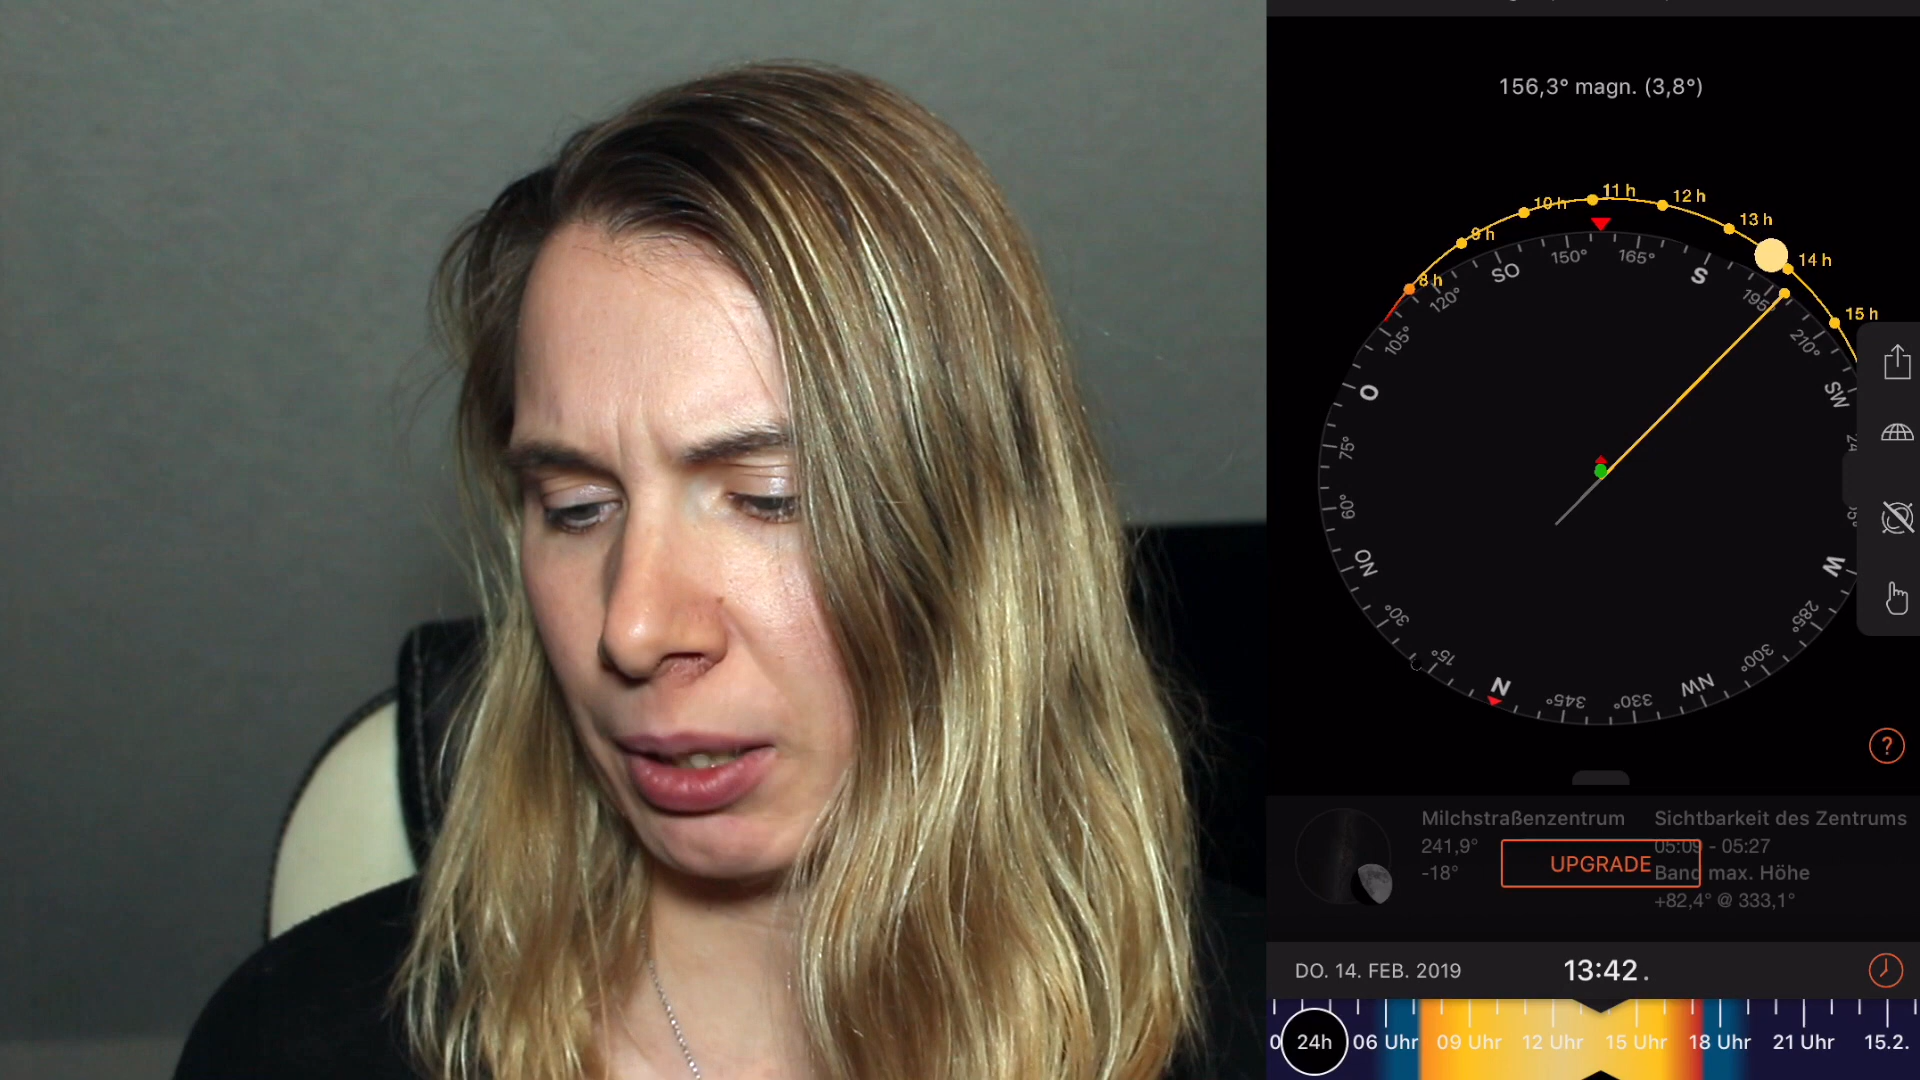 156,3° magn. (3,8°)
8 h
9 h
10 h
11 h
12 h
13 h
14 h
15 h
105°
120°
SO
150°
165°
S
195°
210°
SW
O
75°
60°
NO
30°
15°
N
345°
330°
NW
300°
285°
W
?
Milchstraßenzentrum
241,9°
-18°
UPGRADE
Sichtbarkeit des Zentrums
05:09 - 05:27
Band max. Höhe
+82,4° @ 333,1°
DO. 14. FEB. 2019
13:42 .
0 24h 06 Uhr 09 Uhr 12 Uhr 15 Uhr 18 Uhr 21 Uhr 15.2.